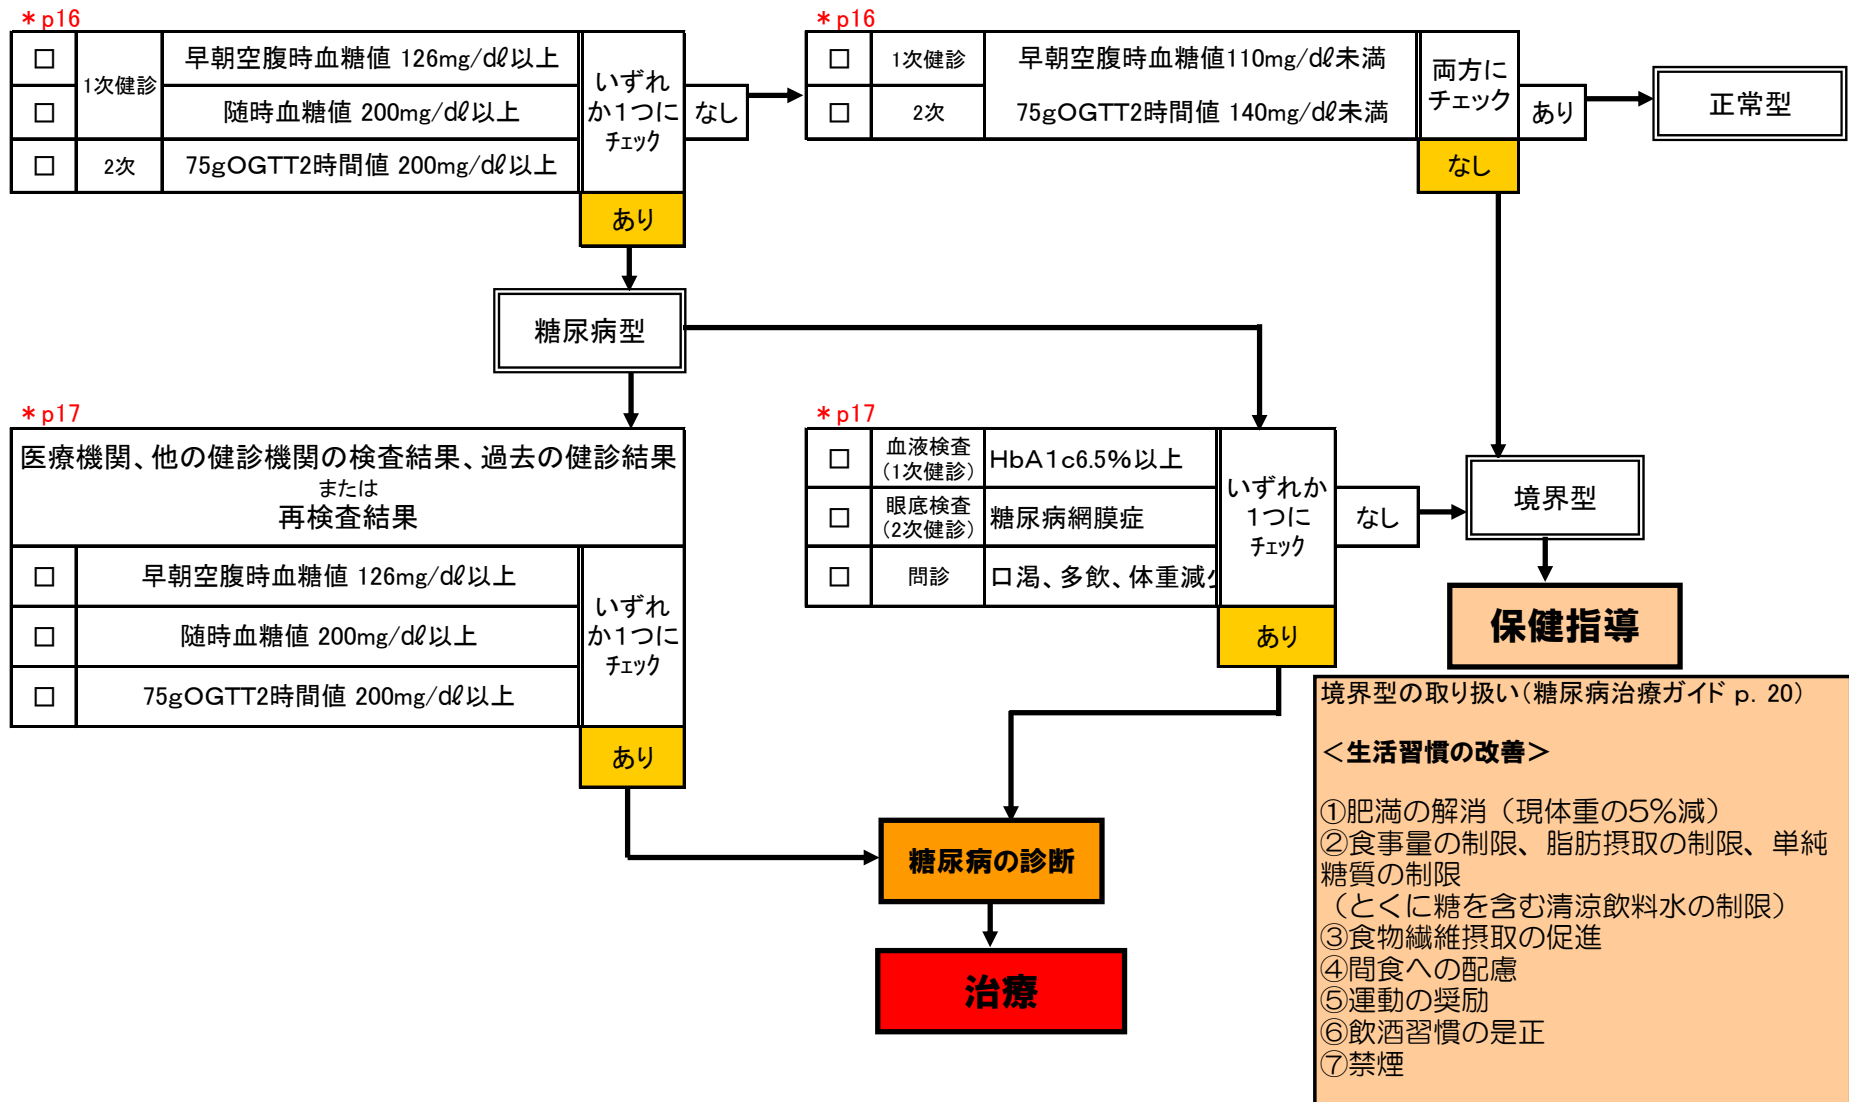 ＊p16
□ 1次健診 早朝空腹時血糖値 126mg/dℓ以上
□ 随時血糖値 200mg/dℓ以上
□ 2次 75gOGTT2時間値 200mg/dℓ以上
いずれ
か1つに
チェック
なし
あり
＊p16
□ 1次健診 早朝空腹時血糖値110mg/dℓ未満
□ 2次 75gOGTT2時間値 140mg/dℓ未満
両方に
チェック
あり
なし
正常型
糖尿病型
＊p17
医療機関、他の健診機関の検査結果、過去の健診結果
または
再検査結果
□ 早朝空腹時血糖値 126mg/dℓ以上
□ 随時血糖値 200mg/dℓ以上
□ 75gOGTT2時間値 200mg/dℓ以上
いずれ
か1つに
チェック
あり
＊p17
□ 血液検査
(1次健診)
HbA1c6.5%以上
□ 眼底検査
(2次健診)
糖尿病網膜症
□ 問診 口渇、多飲、体重減少
いずれか
1つに
チェック
なし
あり
境界型
保健指導
糖尿病の診断
治療
境界型の取り扱い(糖尿病治療ガイド p. 20)
＜生活習慣の改善＞
①肥満の解消（現体重の5%減）
②食事量の制限、脂肪摂取の制限、単純
糖質の制限
（とくに糖を含む清涼飲料水の制限）
③食物繊維摂取の促進
④間食への配慮
⑤運動の奨励
⑥飲酒習慣の是正
⑦禁煙